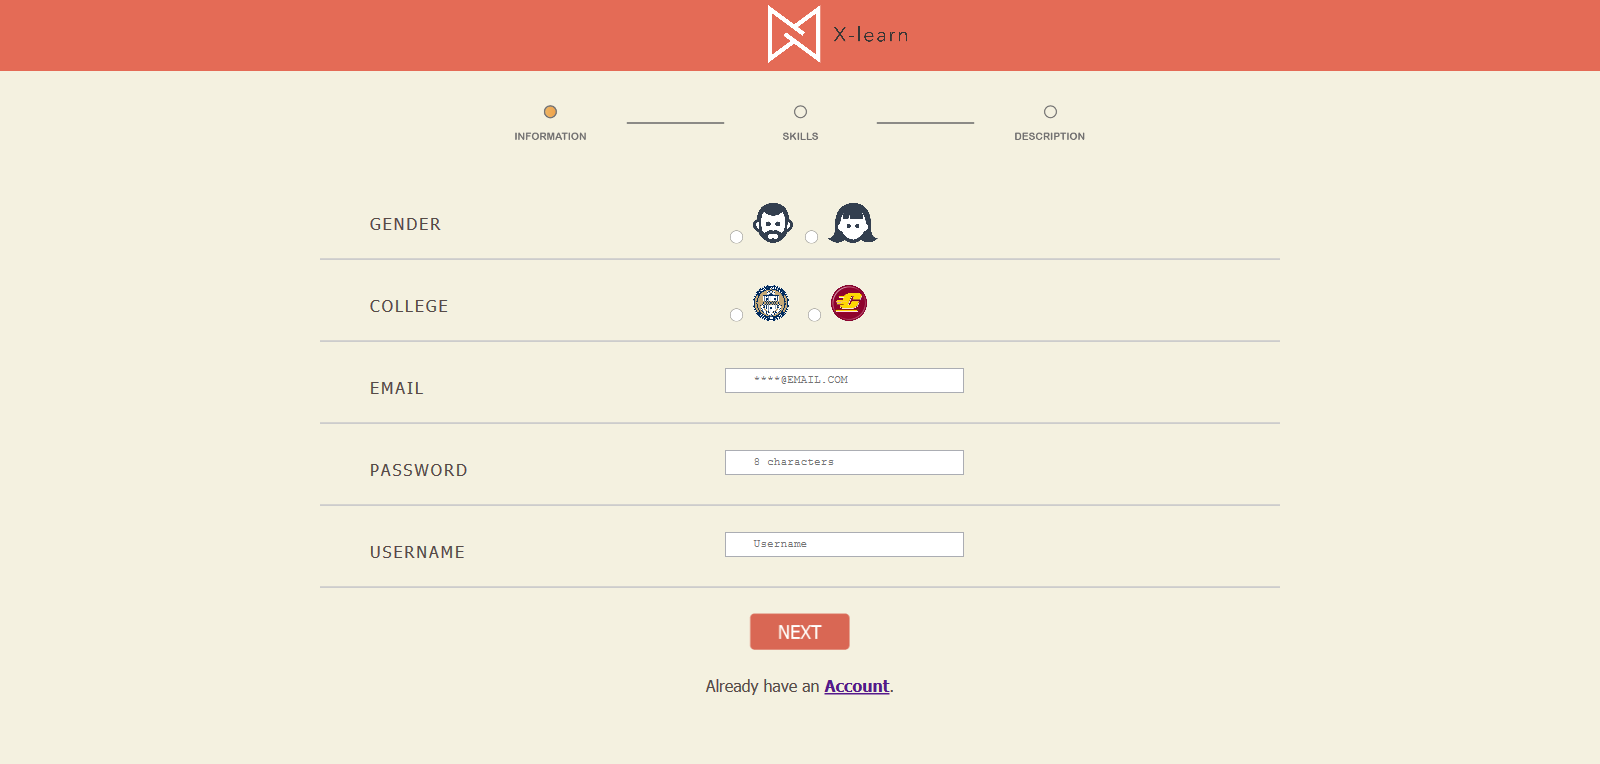 X-learn
INFORMATION
SKILLS
DESCRIPTION
GENDER
COLLEGE
EMAIL
****@EMAIL.COM
PASSWORD
8 characters
USERNAME
Username
NEXT
Already have an Account.